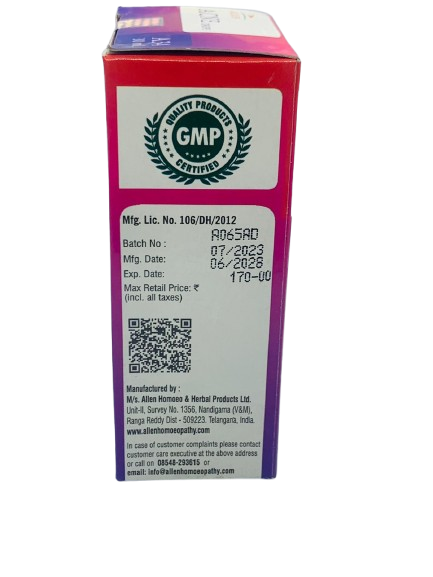 A.34
QUALITY PRODUCTS
GMP
CERTIFIED
Mfg. Lic. No. 106/DH/2012
Batch No : A065AD
Mfg. Date: 07/2023
Exp. Date: 06/2028
Max Retail Price: ₹ 170-00
(incl. all taxes)
Manufactured by :
M/s. Allen Homoeo & Herbal Products Ltd.
Unit-II, Survey No. 1356, Nandigama (V&M),
Ranga Reddy Dist - 509223. Telangana, India.
www.allenhomoeopathy.com
In case of customer complaints please contact
customer care executive at the above address
or call on 08548-293615 or
email: info@allenhomoeopathy.com